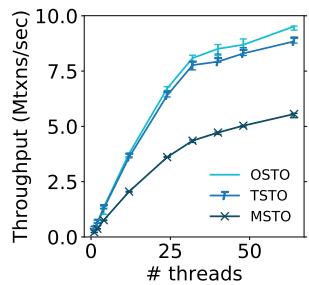 Throughput (Mtxns/sec)
10.0
7.5
5.0
2.5
0.0
OSTO
TSTO
MSTO
0 25 50
# threads